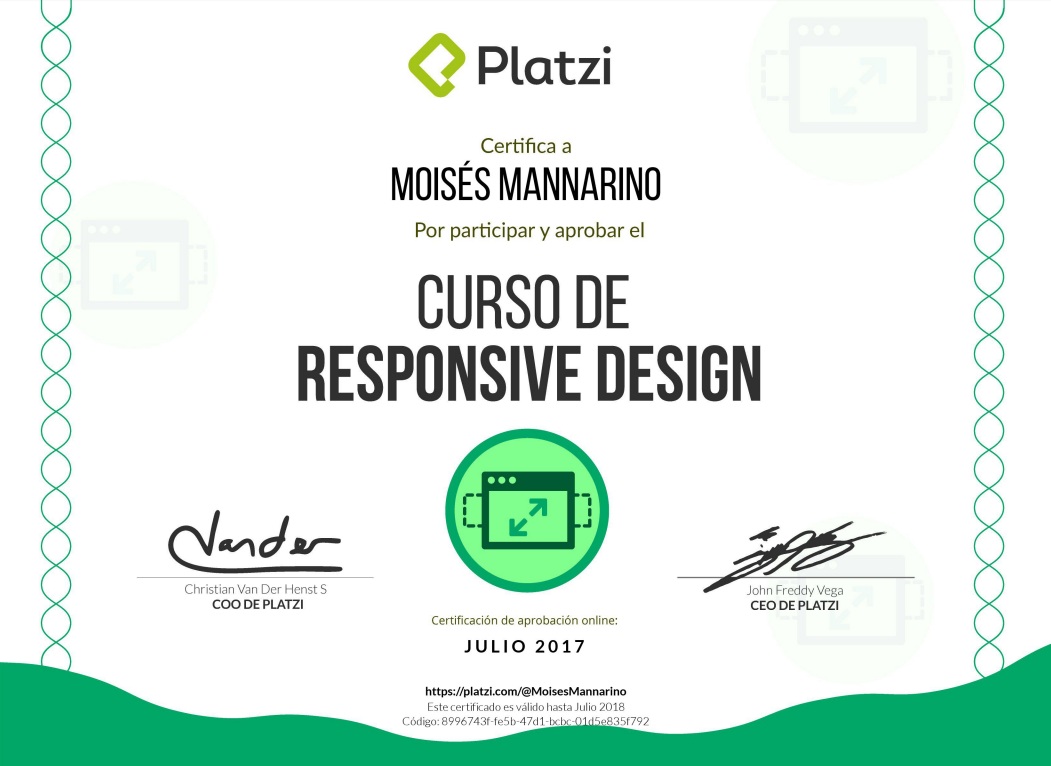 Platzi
Certifica a
MOISÉS MANNARINO
Por participar y aprobar el
CURSO DE
RESPONSIVE DESIGN
Vander
Christian Van Der Henst S
COO DE PLATZI
John Freddy Vega
CEO DE PLATZI
Certificación de aprobación online:
JULIO 2017
https://platzi.com/@MoisesMannarino
Este certificado es válido hasta Julio 2018
Código: 8996743f-fe5b-47d1-bcbc-01d5e835f792